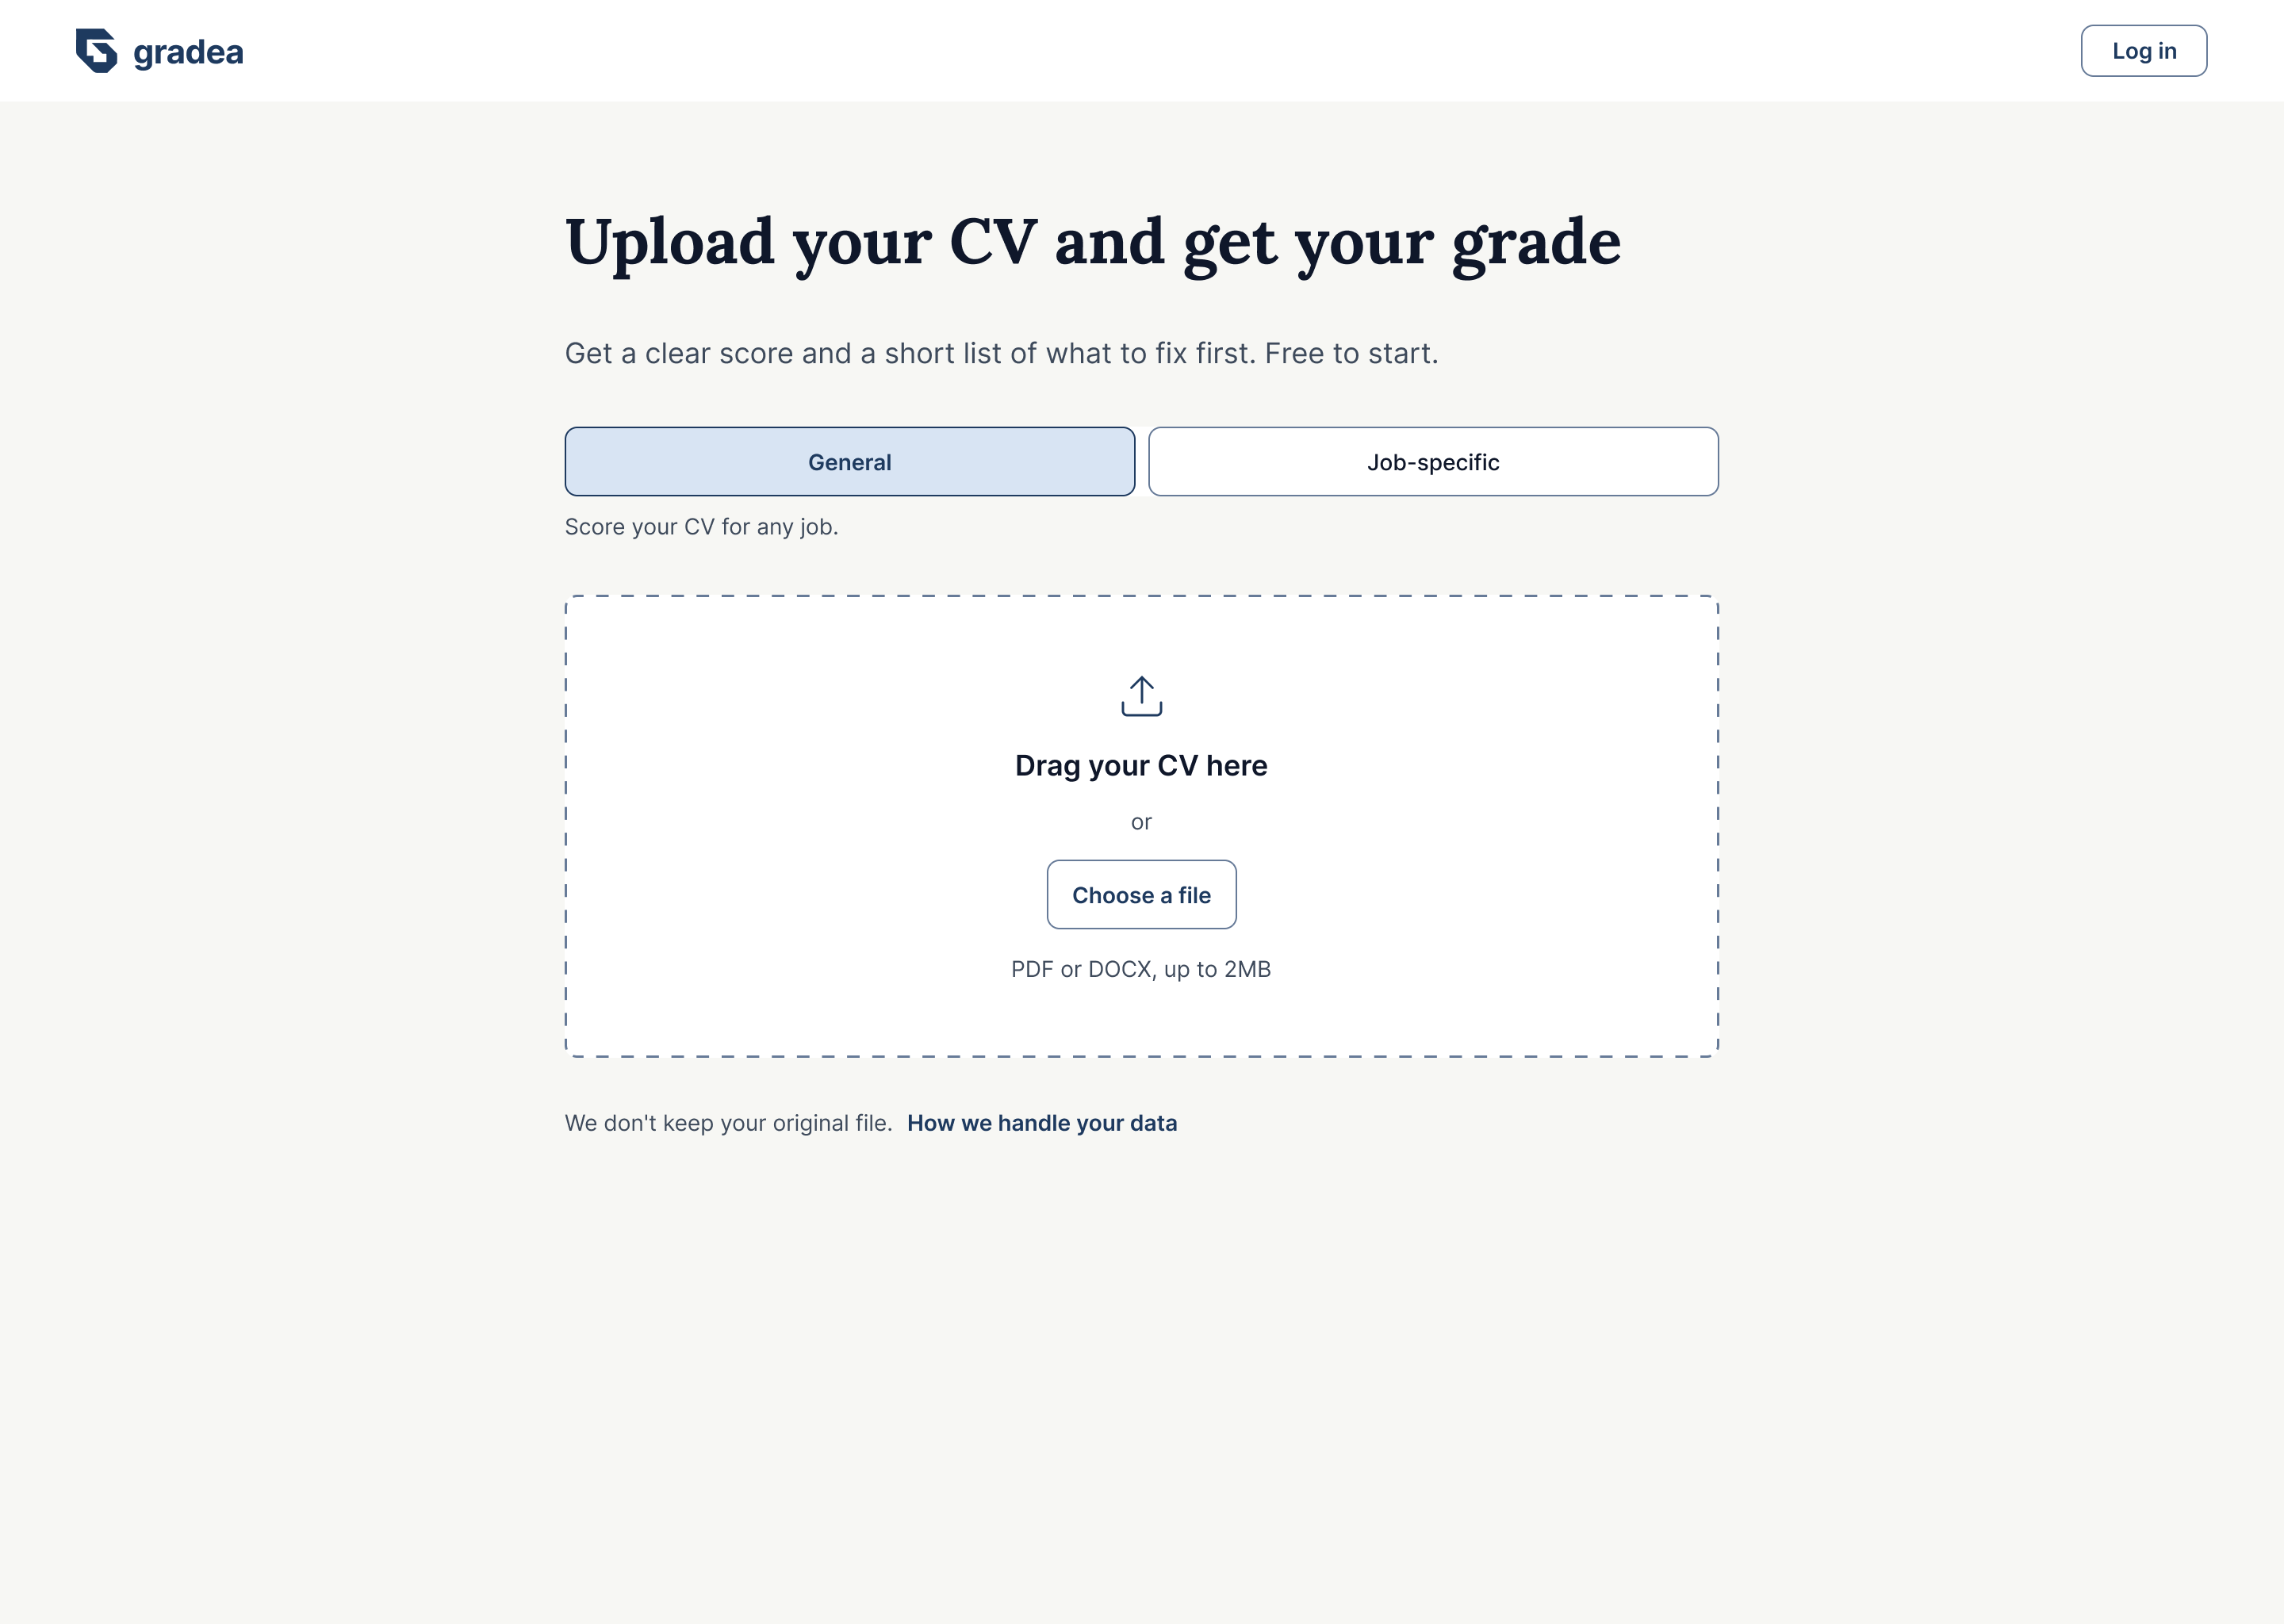 gradea
Log in
Upload your CV and get your grade
Get a clear score and a short list of what to fix first. Free to start.
General
Job-specific
Score your CV for any job.
Drag your CV here
or
Choose a file
PDF or DOCX, up to 2MB
We don't keep your original file. How we handle your data